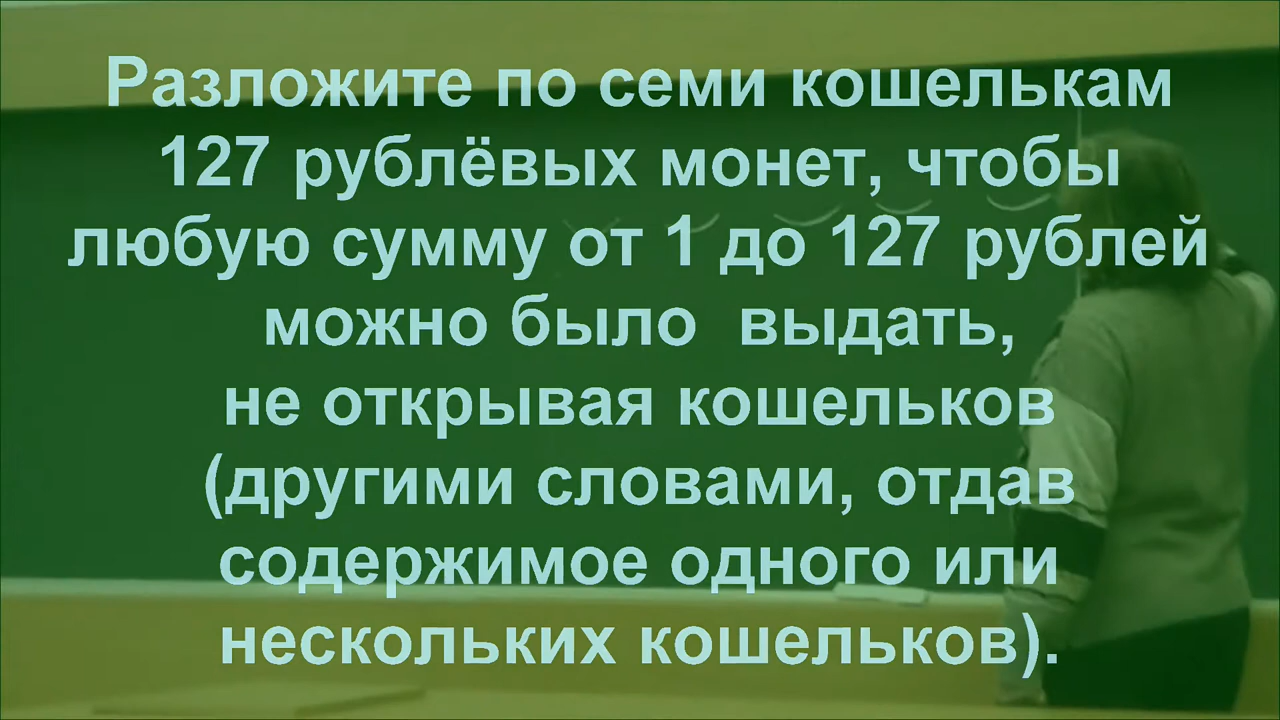 Разложите по семи кошелькам
127 рублёвых монет, чтобы
любую сумму от 1 до 127 рублей
можно было выдать,
не открывая кошельков
(другими словами, отдав
содержимое одного или
нескольких кошельков).